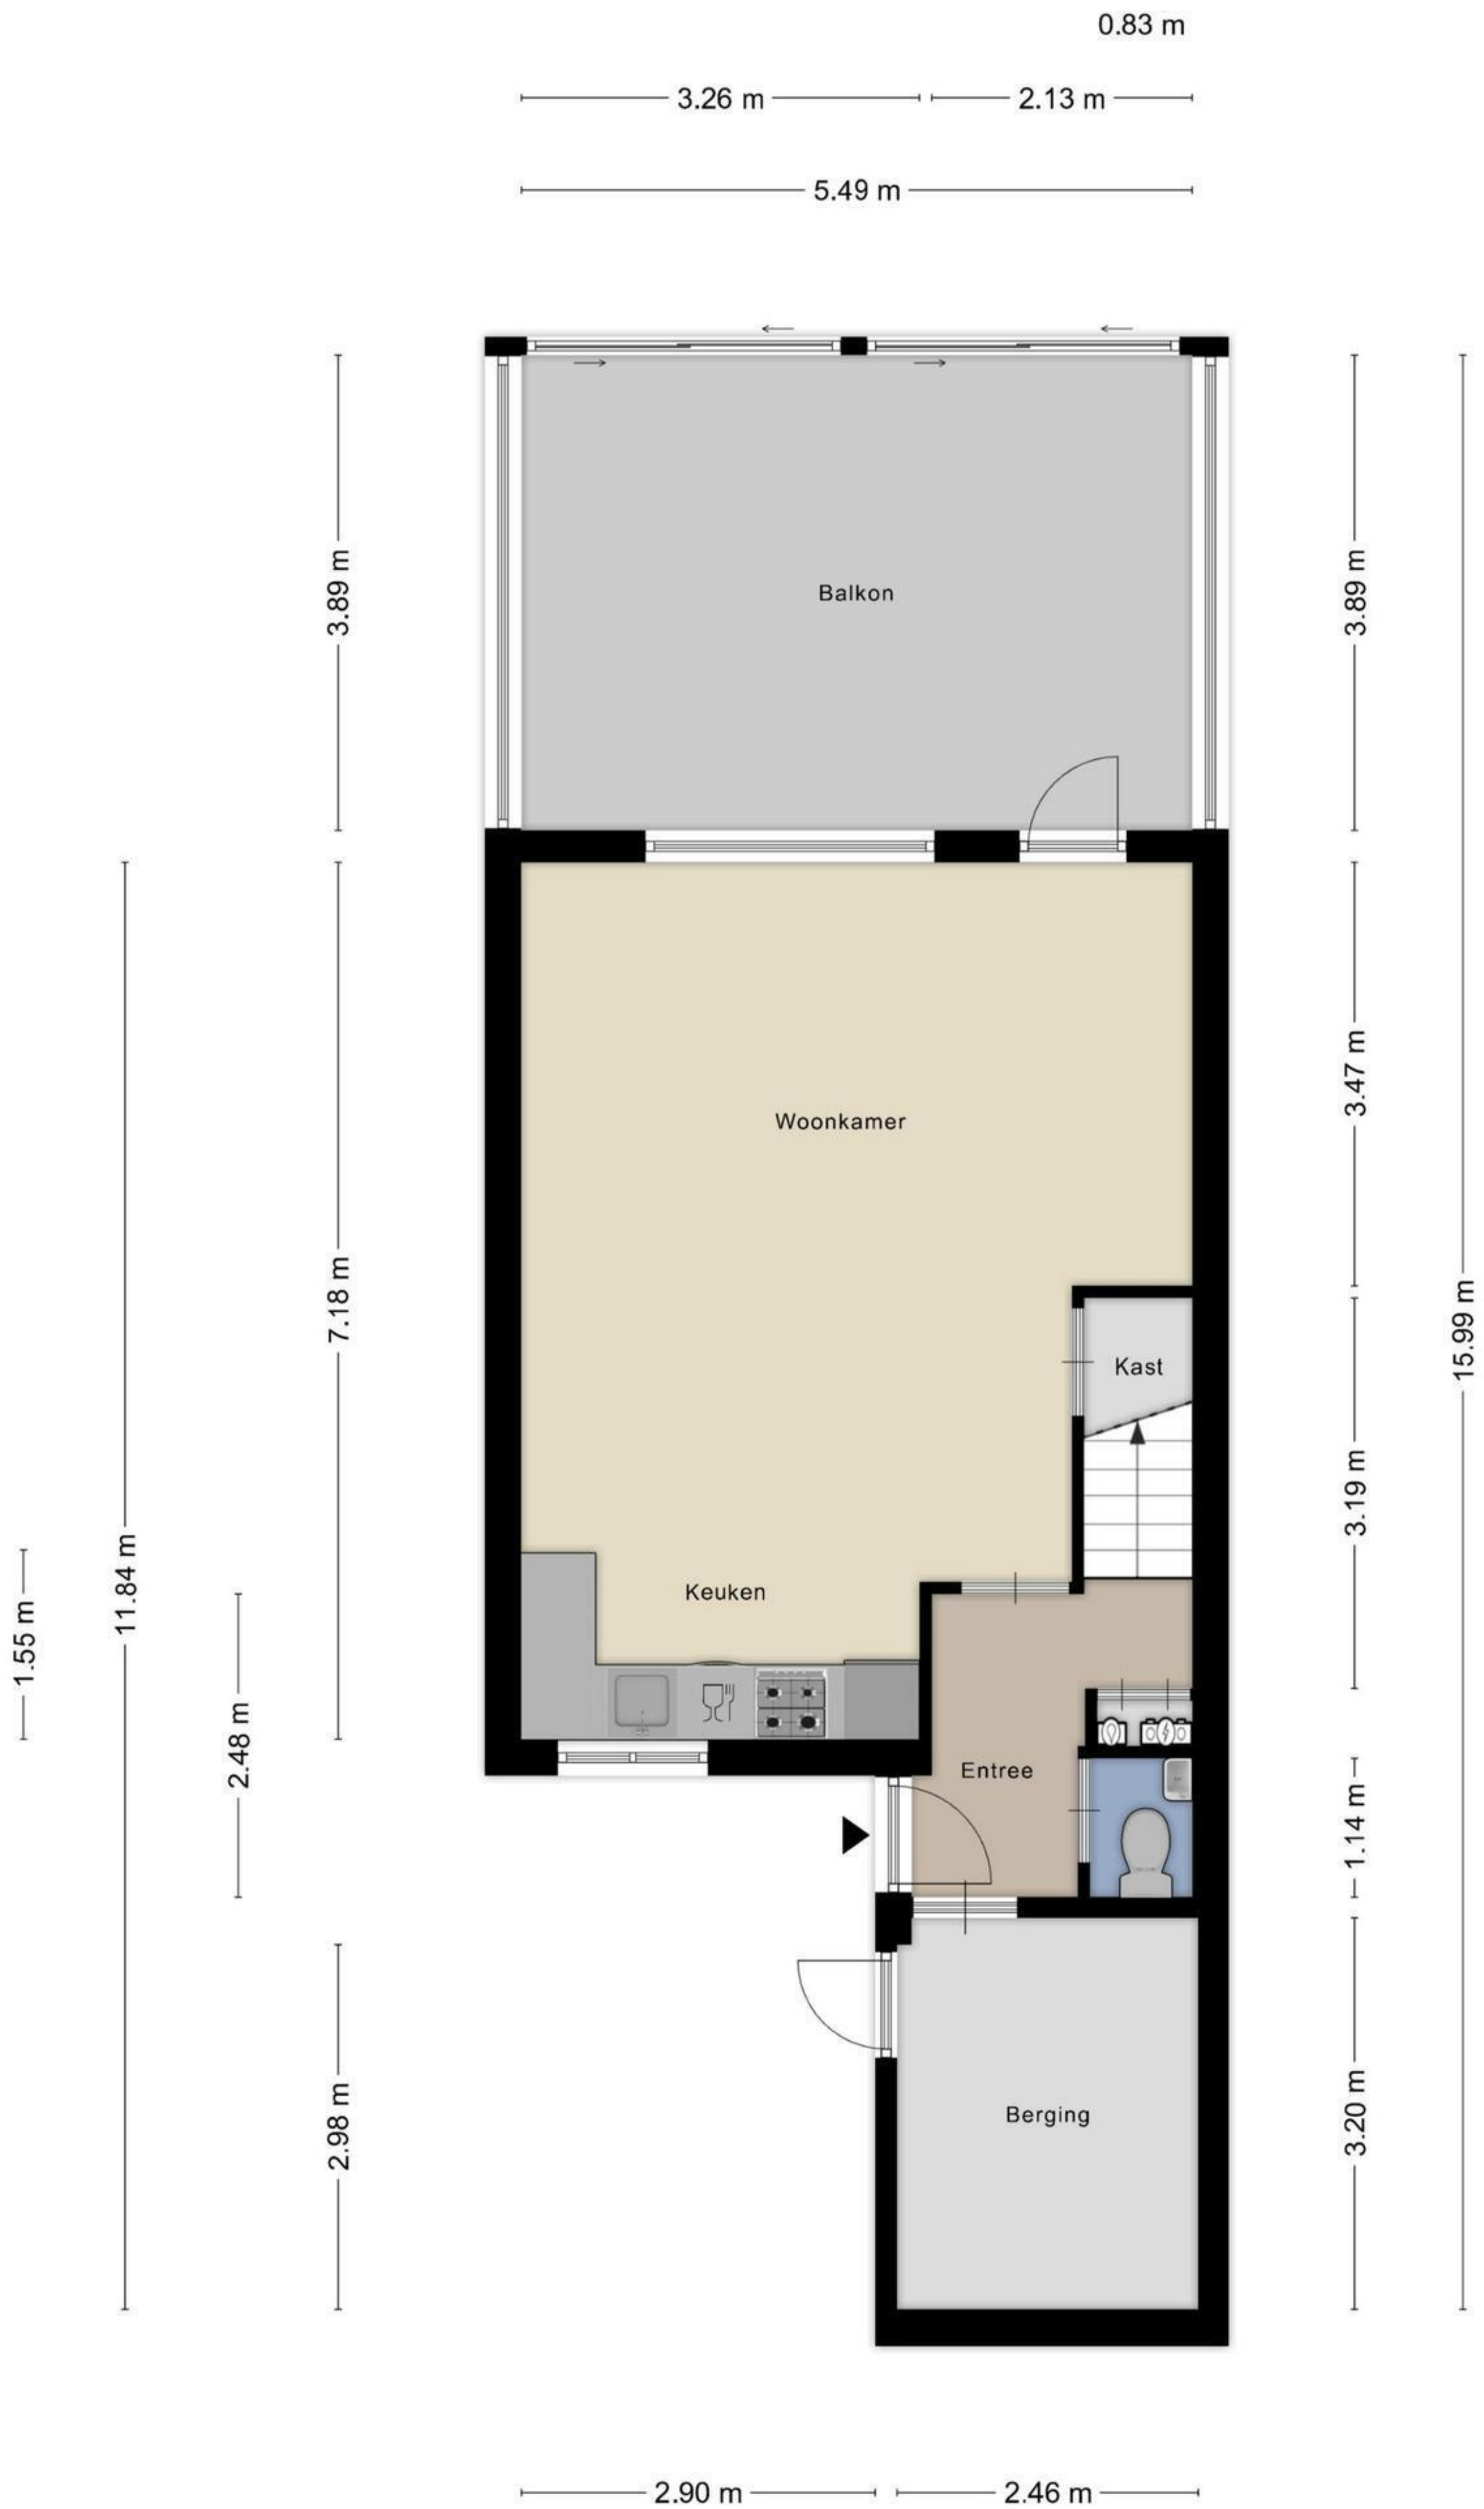 0.83 m
3.26 m
2.13 m
5.49 m
3.89 m
3.89 m
Balkon
3.47 m
Woonkamer
7.18 m
15.99 m
Kast
3.19 m
11.84 m
1.55 m
Keuken
2.48 m
Entree
1.14 m
2.98 m
Berging
3.20 m
2.90 m
2.46 m